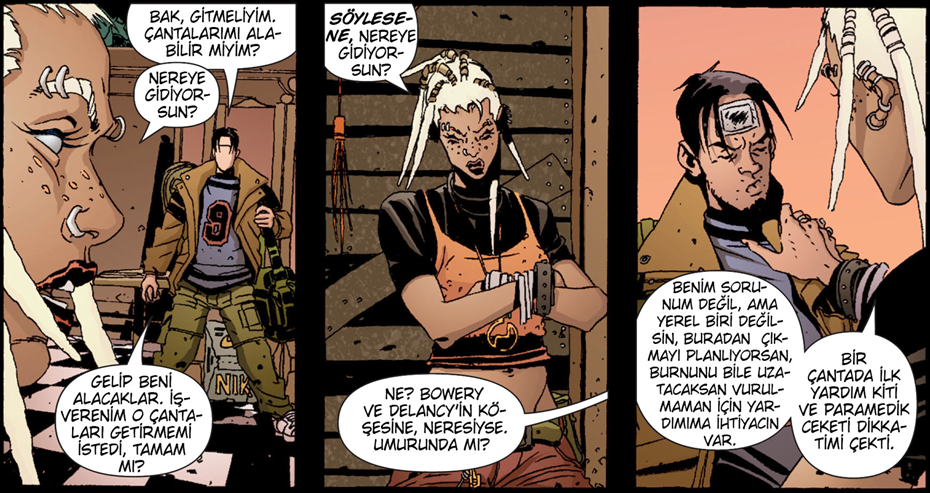 BAK, GİTMELİYİM.
ÇANTALARIMI ALA-
BİLİR MİYİM?
NEREYE
GİDİYOR-
SUN?
9
NIK
GELİP BENİ
ALACAKLAR. İŞ-
VERENİM O ÇANTA-
LARI GETİRMEMİ
İSTEDİ, TAMAM
MI?
SÖYLESE-
NE, NEREYE
GİDİYOR-
SUN?
NE? BOWERY
VE DELANCY'İN KÖ-
ŞESİNE, NERESİYSE.
UMURUNDA MI?
BENİM SORU-
NUM DEĞİL, AMA
YEREL BİRİ DEĞİL-
SİN, BURADAN ÇIK-
MAYI PLANLIYORSAN,
BURNUNU BİLE UZA-
TACAKSAN VURUL-
MAMAN İÇİN YAR-
DIMIMA İHTİYACIN
VAR.
BİR
ÇANTADA İLK
YARDIM KİTİ
VE PARAMEDİK
CEKETİ DİKKA-
TİMİ ÇEKTİ.